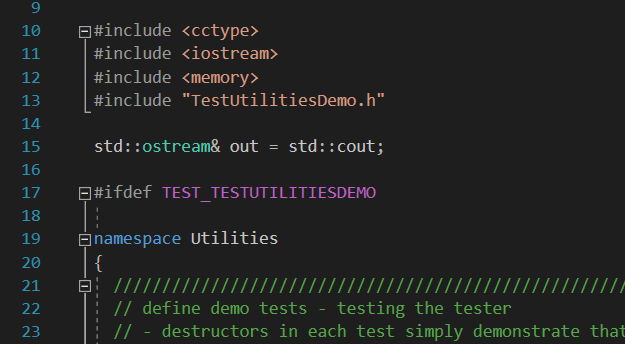 9
10 #include <cctype>
11 #include <iostream>
12 #include <memory>
13 #include "TestUtilitiesDemo.h"
14
15 std::ostream& out = std::cout;
16
17 #ifdef TEST_TESTUTILITIESDEMO
18
19 namespace Utilities
20 {
21 /////////////////////////////////////////////////////
22 // define demo tests - testing the tester
23 // - destructors in each test simply demonstrate that